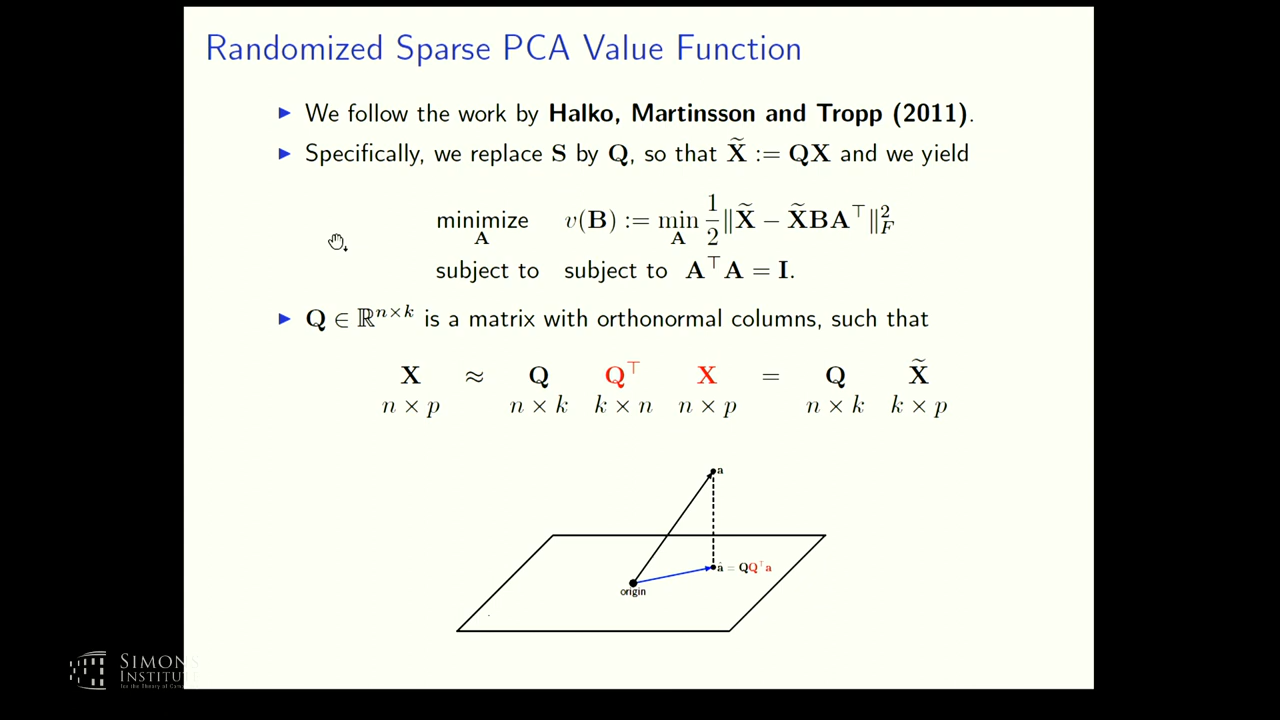 Randomized Sparse PCA Value Function
▶ We follow the work by Halko, Martinsson and Tropp (2011).
▶ Specifically, we replace S by Q, so that X̃ := QX and we yield
minimize_A v(B) := min_A 1/2 ‖X̃ − X̃BA^⊤‖²_F
subject to subject to A^⊤A = I.
▶ Q ∈ ℝ^{n×k} is a matrix with orthonormal columns, such that
X ≈ Q Q^⊤ X = Q X̃
n × p n × k k × n n × p n × k k × p
a
â = QQ^⊤a
origin
SIMONS
INSTITUTE